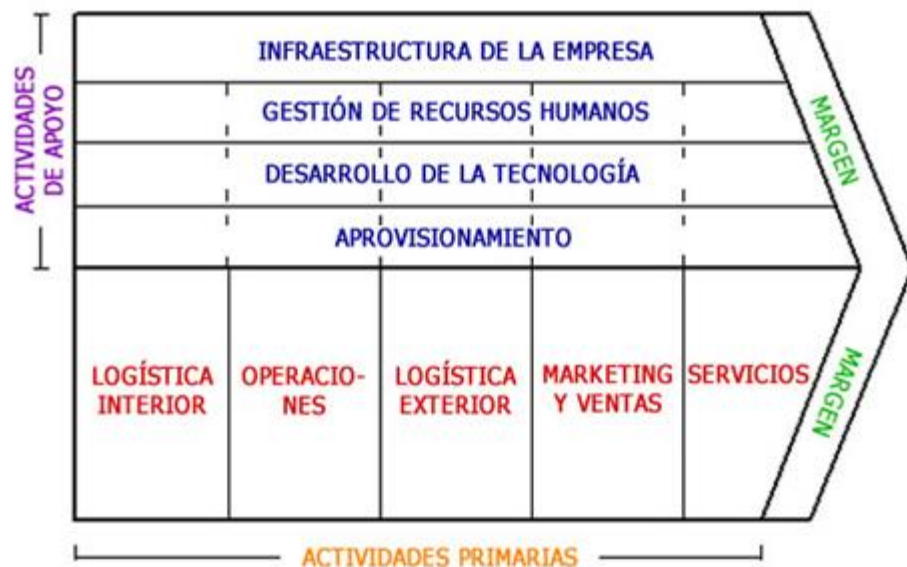 ACTIVIDADES
DE APOYO
INFRAESTRUCTURA DE LA EMPRESA
GESTIÓN DE RECURSOS HUMANOS
DESARROLLO DE LA TECNOLOGÍA
APROVISIONAMIENTO
MARGEN
LOGÍSTICA
INTERIOR
OPERACIO-
NES
LOGÍSTICA
EXTERIOR
MARKETING
Y VENTAS
SERVICIOS
MARGEN
ACTIVIDADES PRIMARIAS